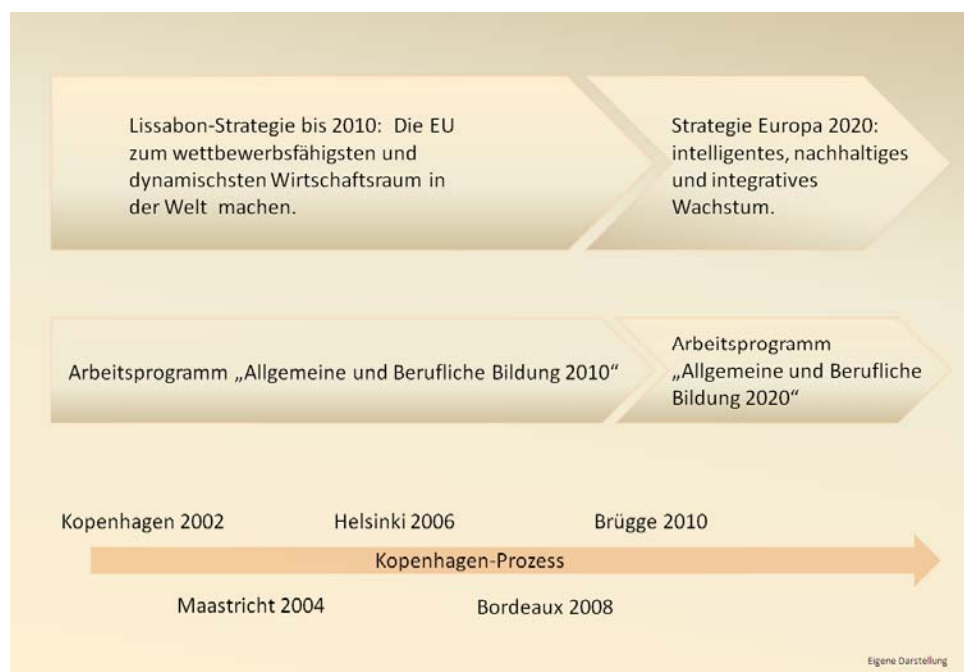 Lissabon-Strategie bis 2010:  Die EU
zum wettbewerbsfähigsten und
dynamischsten Wirtschaftsraum in
der Welt  machen.
Strategie Europa 2020:
intelligentes, nachhaltiges
und integratives
Wachstum.
Arbeitsprogramm „Allgemeine und Berufliche Bildung 2010“
Arbeitsprogramm
„Allgemeine und Berufliche
Bildung 2020“
Kopenhagen 2002
Helsinki 2006
Brügge 2010
Kopenhagen-Prozess
Maastricht 2004
Bordeaux 2008
Eigene Darstellung